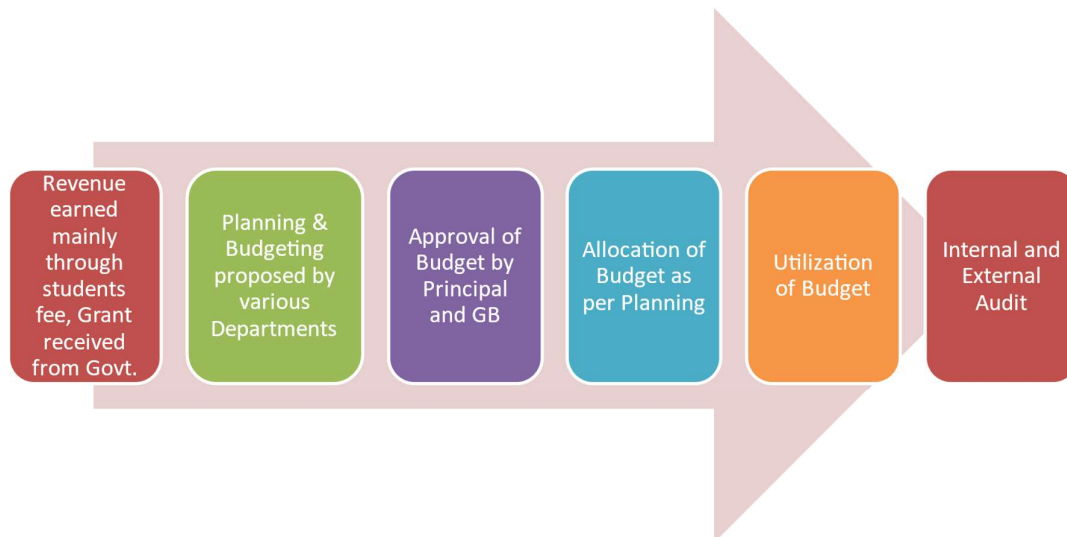 Revenue
earned
mainly
through
students
fee, Grant
received
from Govt.
Planning &
Budgeting
proposed by
various
Departments
Approval of
Budget by
Principal
and GB
Allocation of
Budget as
per Planning
Utilization
of Budget
Internal and
External
Audit